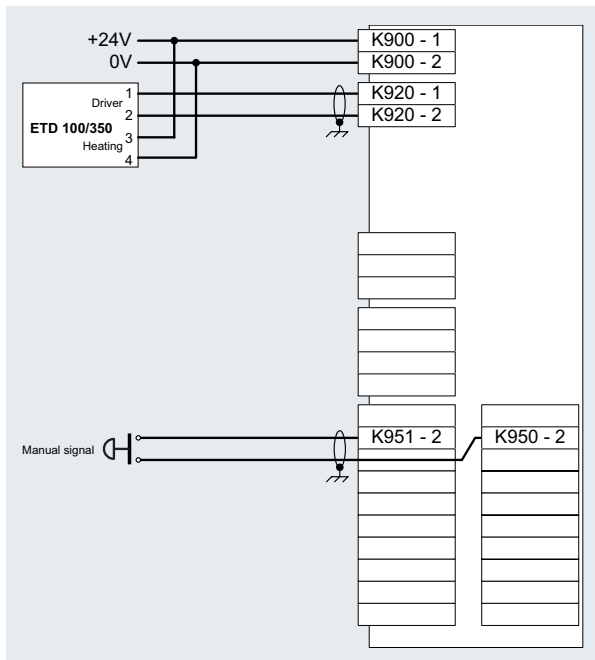 +24V
K900 - 1
0V
K900 - 2
1
K920 - 1
Driver
2
K920 - 2
ETD 100/350
3
Heating
4
K951 - 2
K950 - 2
Manual signal